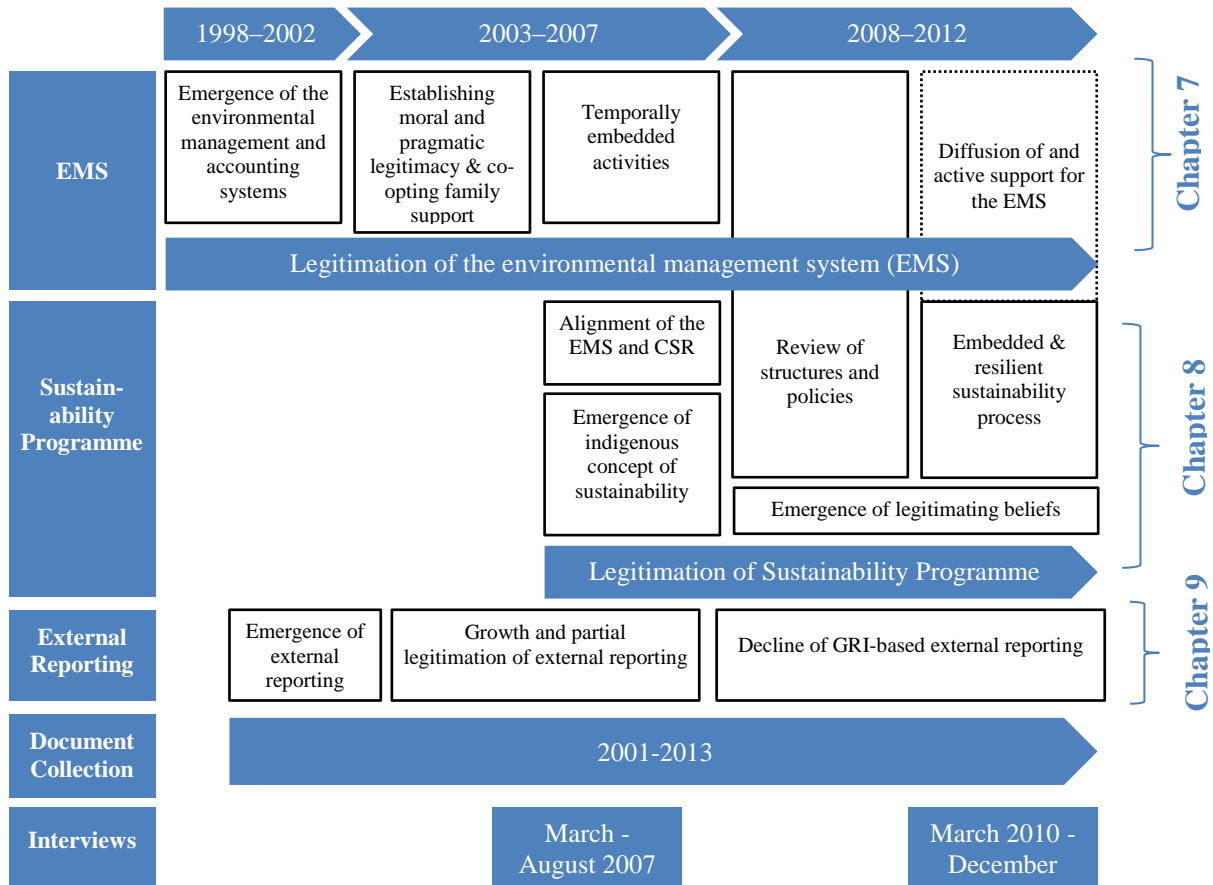 1998–2002
2003–2007
2008–2012
EMS
Emergence of the
environmental
management and
accounting
systems
Establishing
moral and
pragmatic
legitimacy & co-
opting family
support
Temporally
embedded
activities
Diffusion of and
active support for
the EMS
Chapter 7
Legitimation of the environmental management system (EMS)
Sustain-
ability
Programme
Alignment of the
EMS and CSR
Emergence of
indigenous
concept of
sustainability
Review of
structures and
policies
Embedded &
resilient
sustainability
process
Emergence of legitimating beliefs
Legitimation of Sustainability Programme
Chapter 8
External
Reporting
Emergence of
external
reporting
Growth and partial
legitimation of external reporting
Decline of GRI-based external reporting
Chapter 9
Document
Collection
2001-2013
Interviews
March -
August 2007
March 2010 -
December